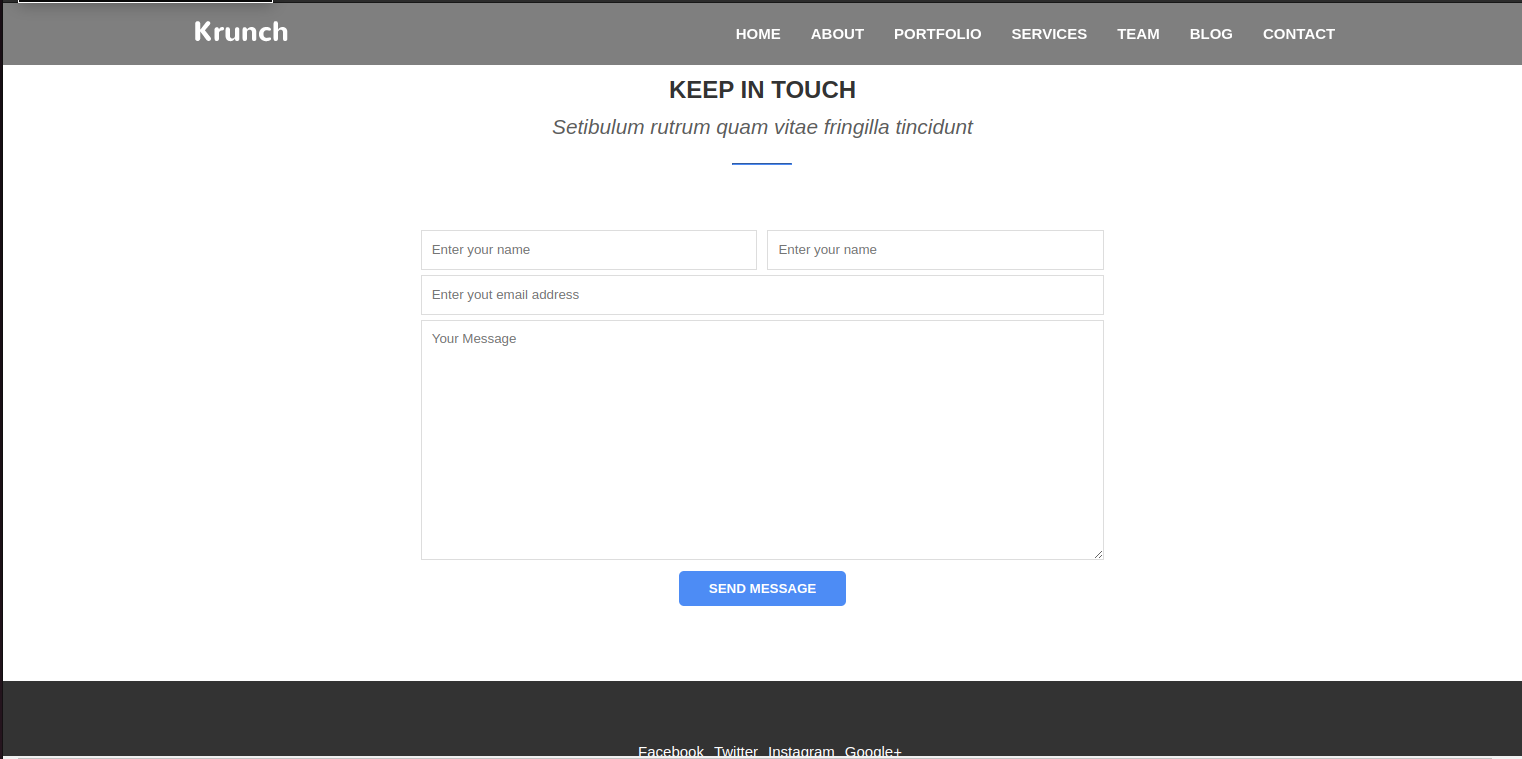 Krunch HOME ABOUT PORTFOLIO SERVICES TEAM BLOG CONTACT
KEEP IN TOUCH
Setibulum rutrum quam vitae fringilla tincidunt
Enter your name Enter your name
Enter yout email address
Your Message
SEND MESSAGE
Facebook Twitter Instagram Google+